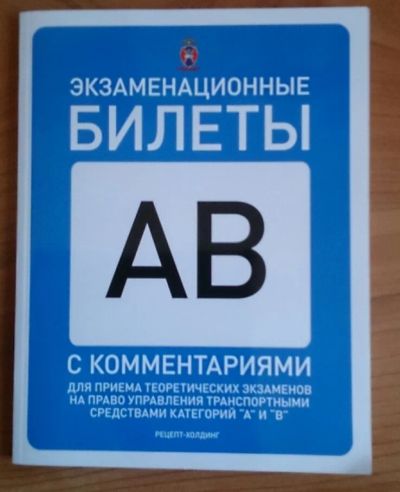 ЭКЗАМЕНАЦИОННЫЕ
БИЛЕТЫ
АВ
С КОММЕНТАРИЯМИ
ДЛЯ ПРИЕМА ТЕОРЕТИЧЕСКИХ ЭКЗАМЕНОВ
НА ПРАВО УПРАВЛЕНИЯ ТРАНСПОРТНЫМИ
СРЕДСТВАМИ КАТЕГОРИЙ "А" И "В"
РЕЦЕПТ-ХОЛДИНГ